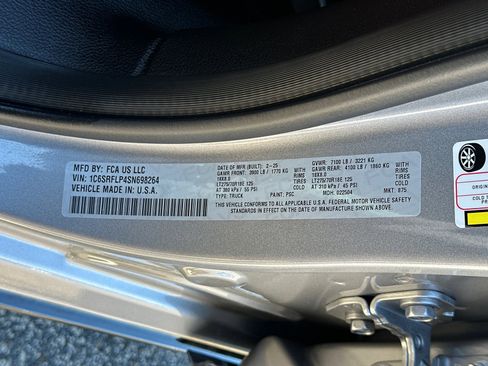 MFD BY: FCA US LLC
VIN: 1C6SRFLP4SN698264
VEHICLE MADE IN: U.S.A.
DATE OF MFR (BUILT) 2-25
GAWR FRONT: 3900 LB / 1770 KG
WITH
18X8.0
RIMS
LT275/70R18E 125
TIRES
AT 380 kPa / 55 PSI
TYPE: TRUCK
PAINT: PSC
GVWR: 7100 LB / 3221 KG
GAWR REAR: 4100 LB / 1860 KG
WITH
18X8.0
RIMS
LT275/70R18E 125
TIRES
AT 310 kPa / 45 PSI
MDH: 022504
MKT: 875
THIS VEHICLE CONFORMS TO ALL APPLICABLE U.S.A. FEDERAL MOTOR VEHICLE SAFETY
STANDARDS IN EFFECT ON THE DATE OF MANUFACTURE SHOWN ABOVE.
ORIGINAL
COLD